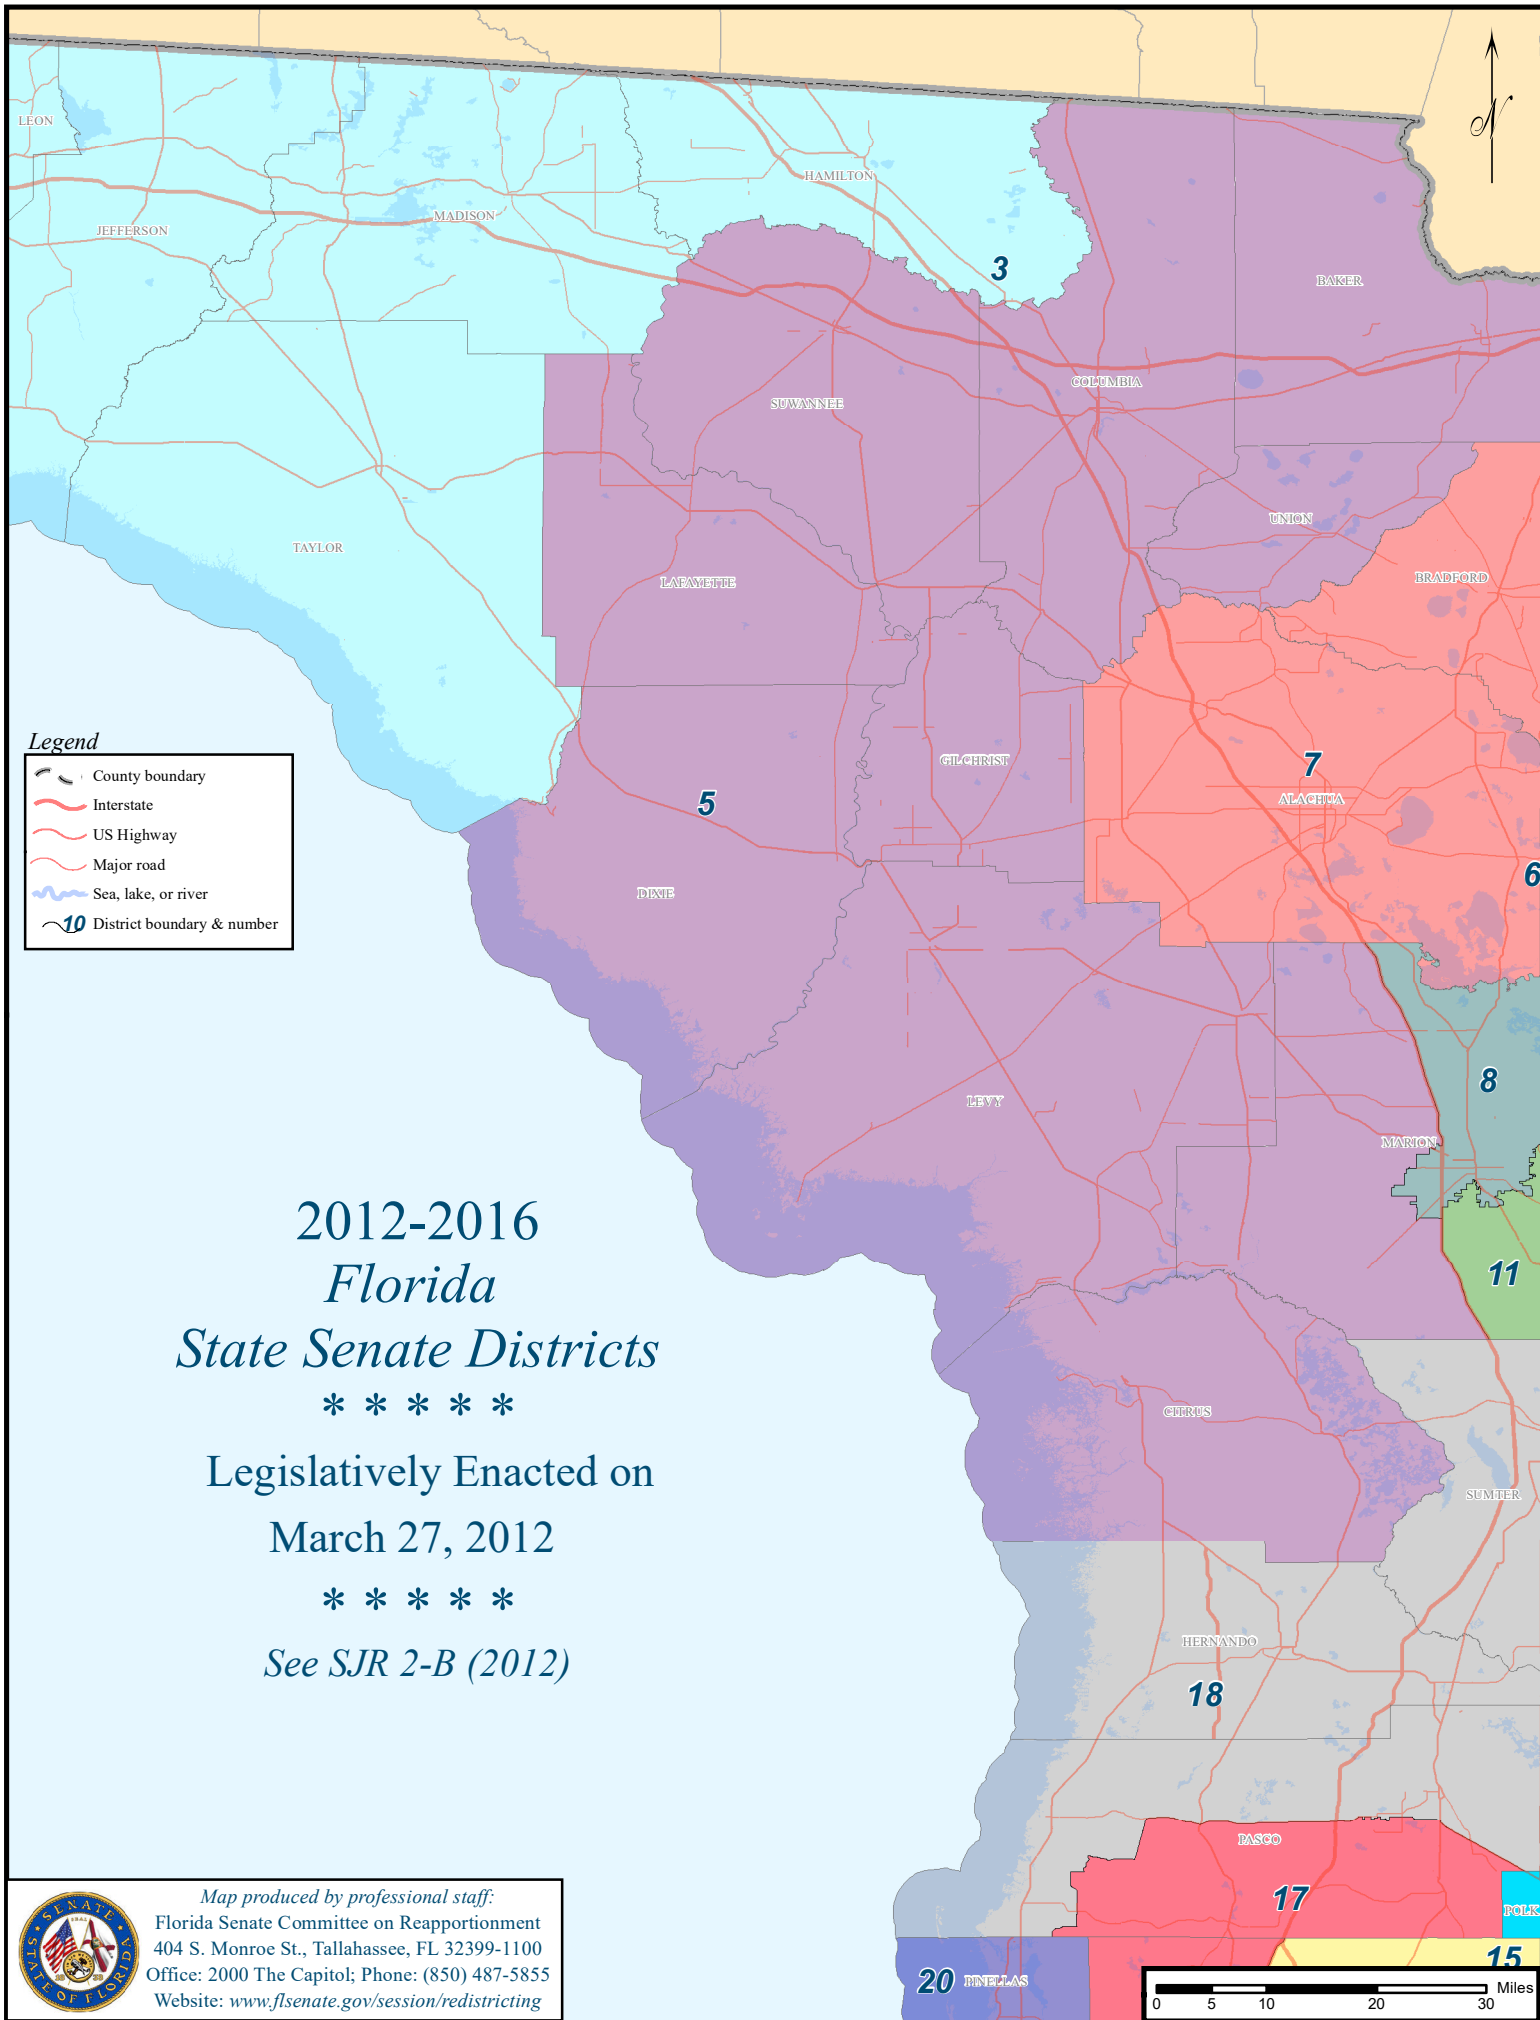 LEON
JEFFERSON
MADISON
HAMILTON
3
BAKER
N
COLUMBIA
SUWANNEE
UNION
TAYLOR
LAFAYETTE
BRADFORD
Legend
County boundary
Interstate
US Highway
Major road
Sea, lake, or river
10 District boundary & number
5
GILCHRIST
7
ALACHUA
6
DIXIE
8
LEVY
MARION
11
2012-2016
Florida
State Senate Districts
* * * * *
Legislatively Enacted on
March 27, 2012
* * * * *
See SJR 2-B (2012)
CITRUS
SUMTER
HERNANDO
18
PASCO
17
POLK
15
20 PINELLAS
SENATE
STATE OF FLORIDA
Map produced by professional staff:
Florida Senate Committee on Reapportionment
404 S. Monroe St., Tallahassee, FL 32399-1100
Office: 2000 The Capitol; Phone: (850) 487-5855
Website: www.flsenate.gov/session/redistricting
Miles
0 5 10 20 30